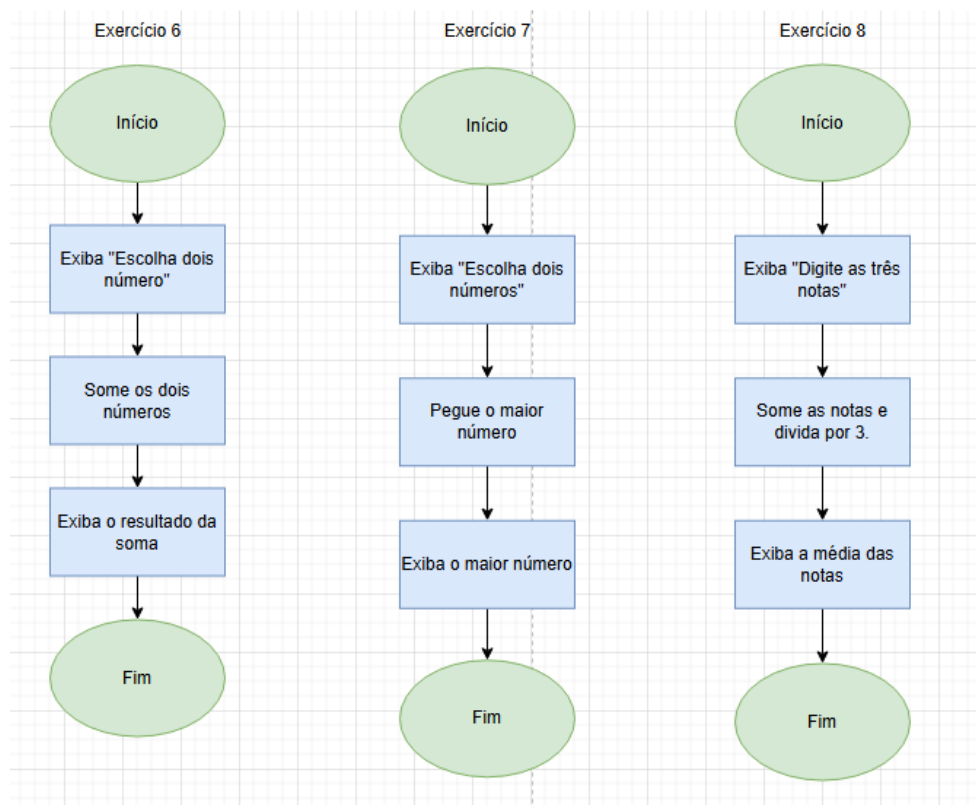 Exercício 6
Início
Exiba "Escolha dois
número"
Some os dois
números
Exiba o resultado da
soma
Fim
Exercício 7
Início
Exiba "Escolha dois
números"
Pegue o maior
número
Exiba o maior número
Fim
Exercício 8
Início
Exiba "Digite as três
notas"
Some as notas e
divida por 3.
Exiba a média das
notas
Fim